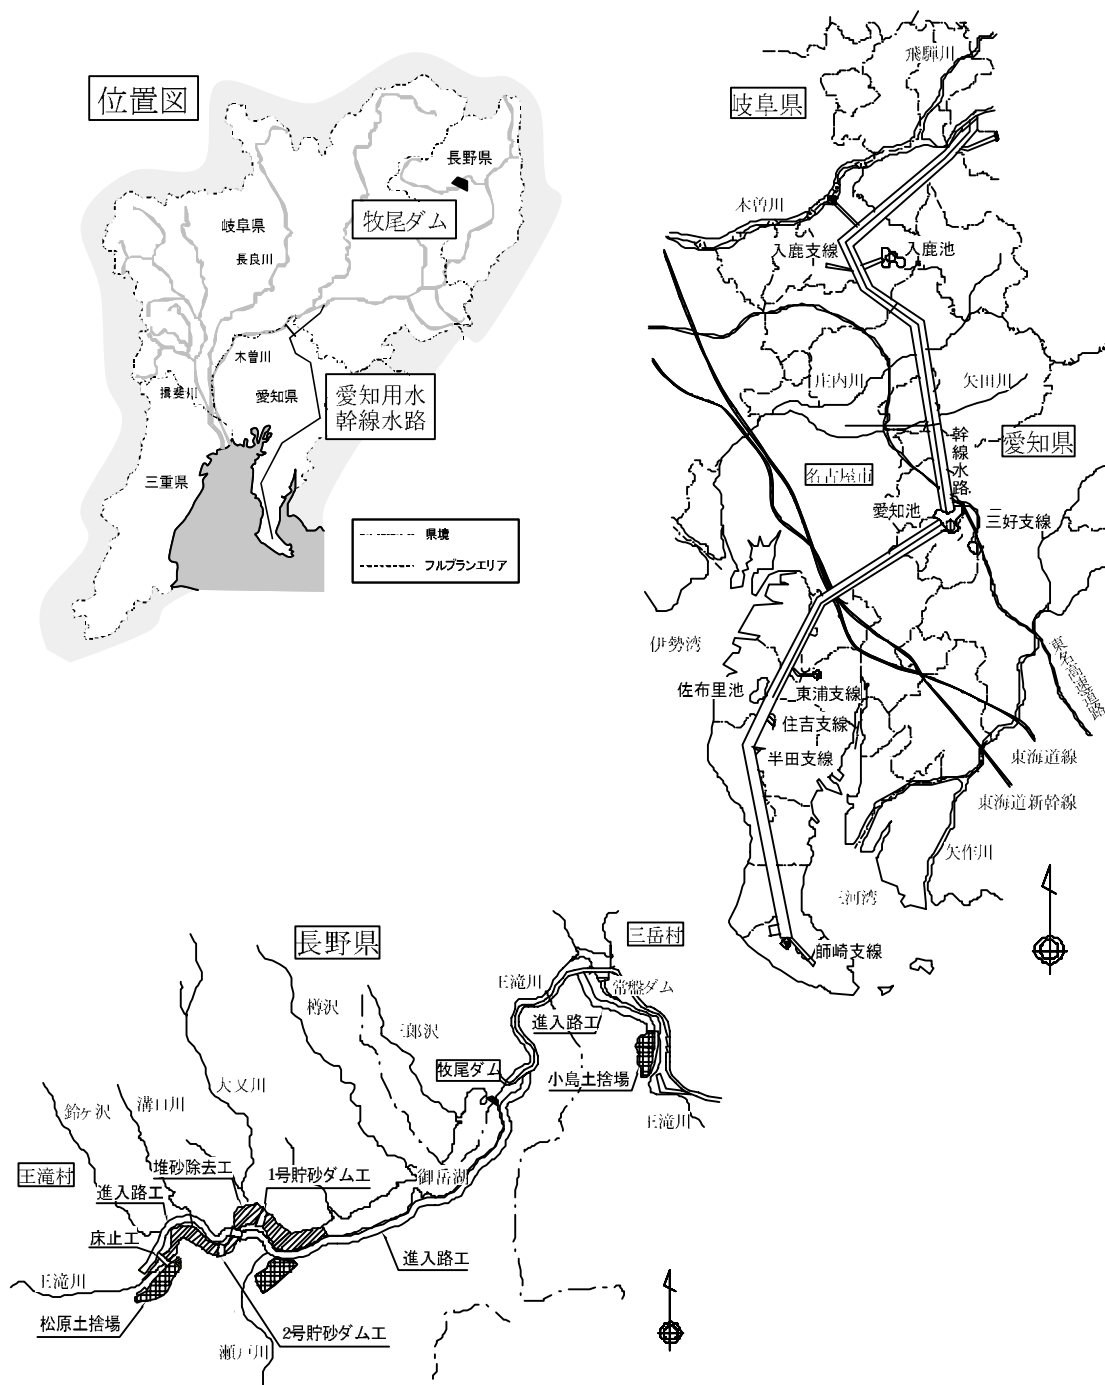 位置図
長野県
牧尾ダム
岐阜県
長良川
木曽川
揖斐川
愛知県
愛知用水
幹線水路
三重県
県境
フルプランエリア
飛騨川
岐阜県
木曽川
入鹿支線
入鹿池
庄内川
矢田川
幹線水路
愛知県
名古屋市
愛知池
三好支線
伊勢湾
東名高速道路
佐布里池
東浦支線
住吉支線
半田支線
東海道線
東海道新幹線
矢作川
三河湾
師崎支線
長野県
三岳村
王滝川
常盤ダム
樽沢
進入路工
三郎沢
牧尾ダム
小島土捨場
大又川
溝口川
鈴ヶ沢
王滝川
王滝村
堆砂除去工
1号貯砂ダム工
御岳湖
進入路工
床止工
進入路工
王滝川
松原土捨場
2号貯砂ダム工
瀬戸川